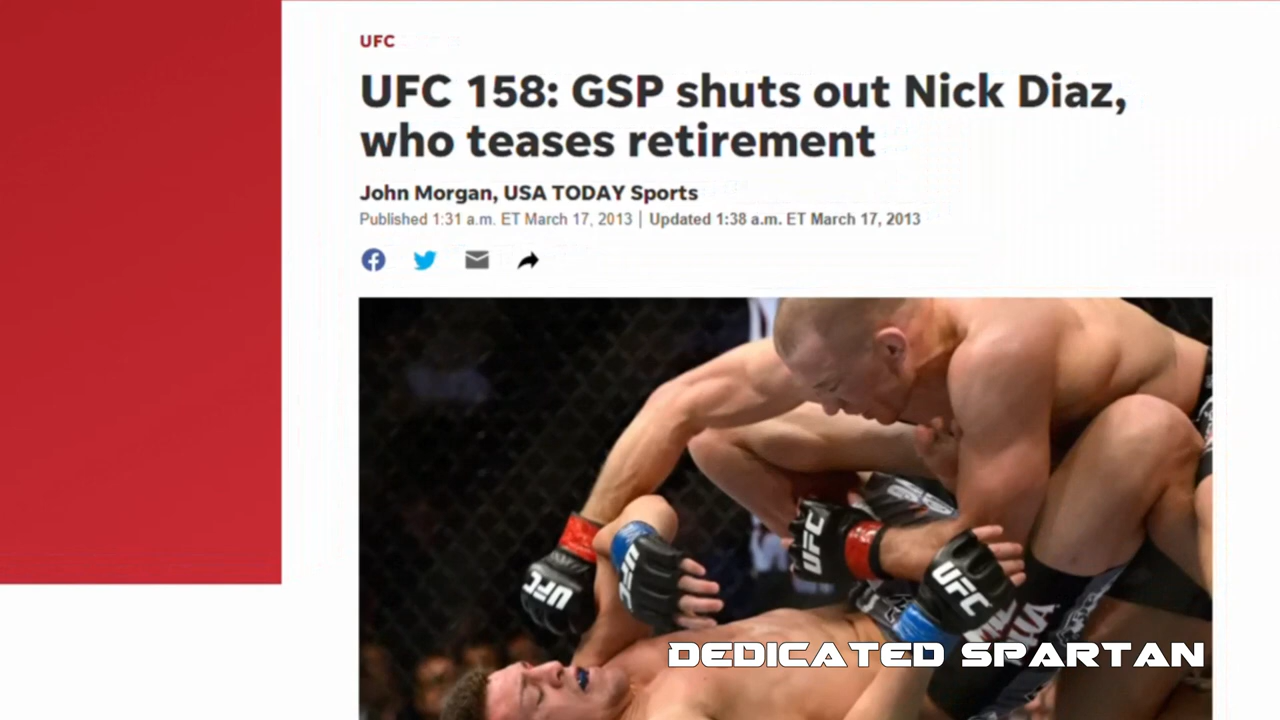 UFC
UFC 158: GSP shuts out Nick Diaz,
who teases retirement
John Morgan, USA TODAY Sports
Published 1:31 a.m. ET March 17, 2013 | Updated 1:38 a.m. ET March 17, 2013
UFC
UFC
UFC
UFC
DEDICATED SPARTAN